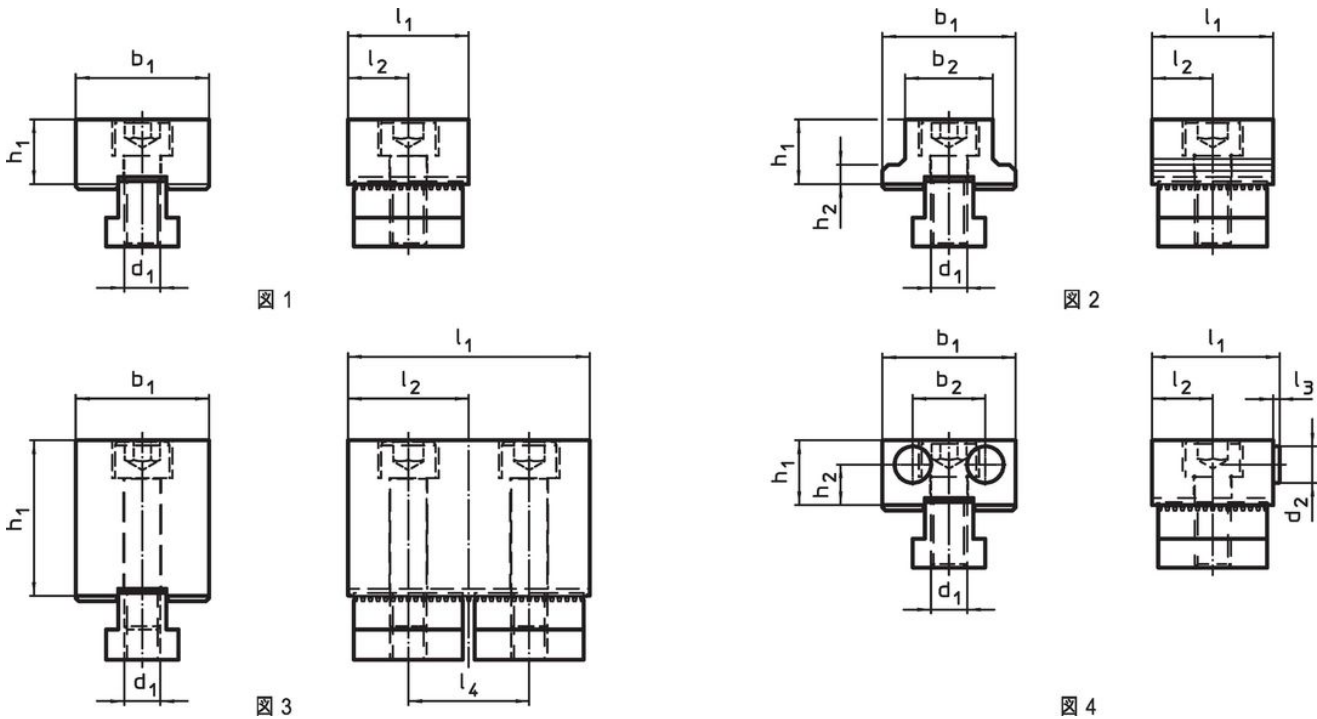 b₁
h₁
d₁
l₁
l₂
図 1
b₁
b₂
h₁
h₂
d₁
l₁
l₂
図 2
b₁
h₁
d₁
l₁
l₂
l₄
図 3
b₁
b₂
h₁
h₂
d₁
l₁
l₂
l₃
d₂
図 4